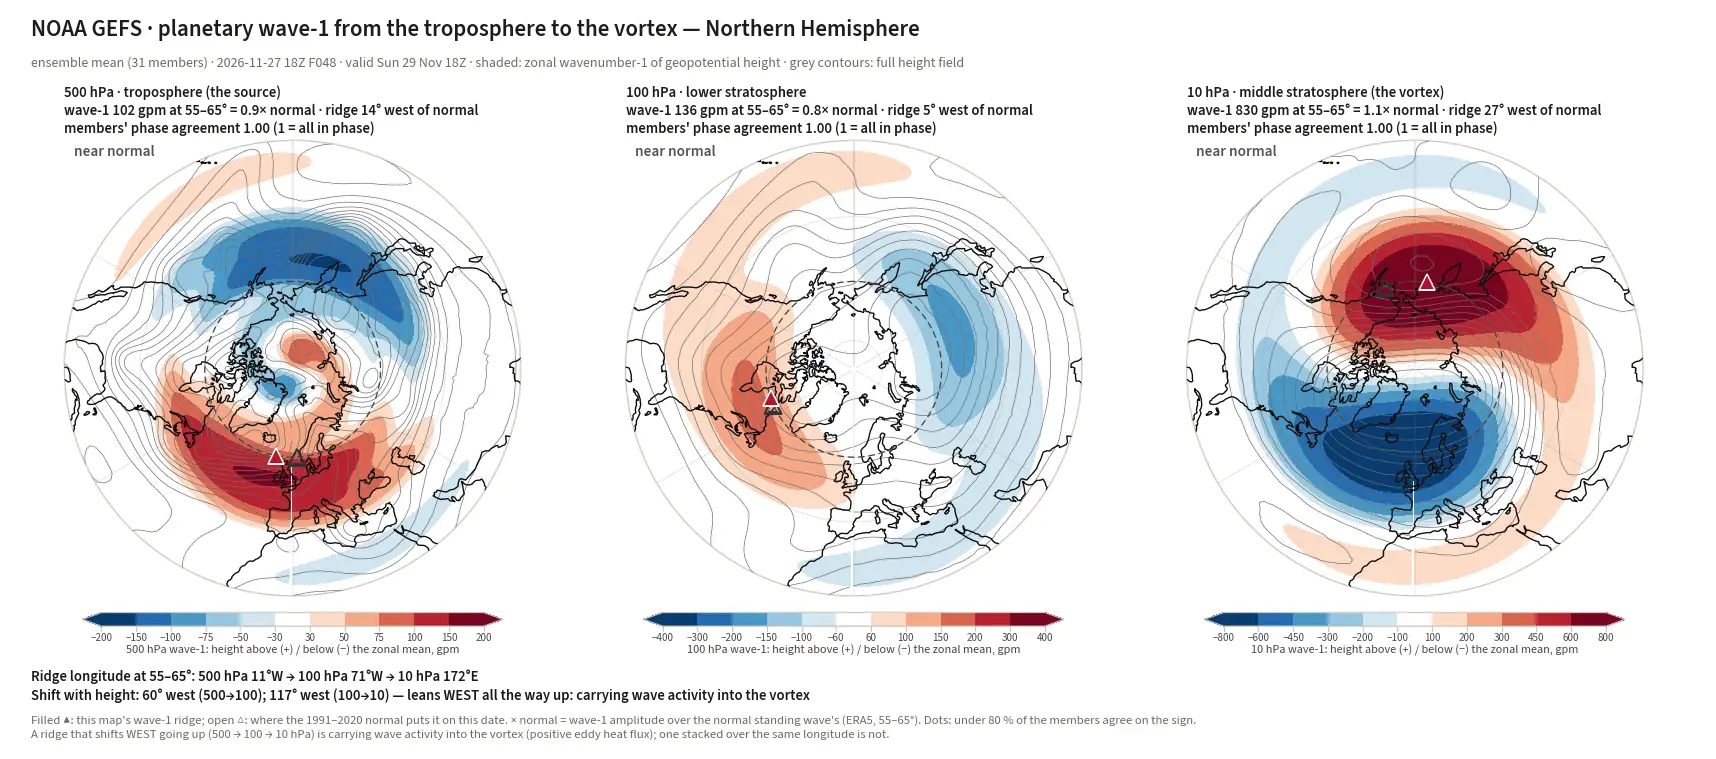 NOAA GEFS · planetary wave-1 from the troposphere to the vortex — Northern Hemisphere
ensemble mean (31 members) · 2026-11-27 18Z F048 · valid Sun 29 Nov 18Z · shaded: zonal wavenumber-1 of geopotential height · grey contours: full height field
500 hPa · troposphere (the source)
wave-1 102 gpm at 55–65° = 0.9× normal · ridge 14° west of normal
members' phase agreement 1.00 (1 = all in phase)
near normal
100 hPa · lower stratosphere
wave-1 136 gpm at 55–65° = 0.8× normal · ridge 5° west of normal
members' phase agreement 1.00 (1 = all in phase)
near normal
10 hPa · middle stratosphere (the vortex)
wave-1 830 gpm at 55–65° = 1.1× normal · ridge 27° west of normal
members' phase agreement 1.00 (1 = all in phase)
near normal
−200 −150 −100 −75 −50 −30 30 50 75 100 150 200
500 hPa wave-1: height above (+) / below (−) the zonal mean, gpm
−400 −300 −200 −150 −100 −60 60 100 150 200 300 400
100 hPa wave-1: height above (+) / below (−) the zonal mean, gpm
−800 −600 −450 −300 −200 −100 100 200 300 450 600 800
10 hPa wave-1: height above (+) / below (−) the zonal mean, gpm
Ridge longitude at 55–65°: 500 hPa 11°W → 100 hPa 71°W → 10 hPa 172°E
Shift with height: 60° west (500→100); 117° west (100→10) — leans WEST all the way up: carrying wave activity into the vortex
Filled ▲: this map's wave-1 ridge; open △: where the 1991–2020 normal puts it on this date. × normal = wave-1 amplitude over the normal standing wave's (ERA5, 55–65°). Dots: under 80 % of the members agree on the sign.
A ridge that shifts WEST going up (500 → 100 → 10 hPa) is carrying wave activity into the vortex (positive eddy heat flux); one stacked over the same longitude is not.